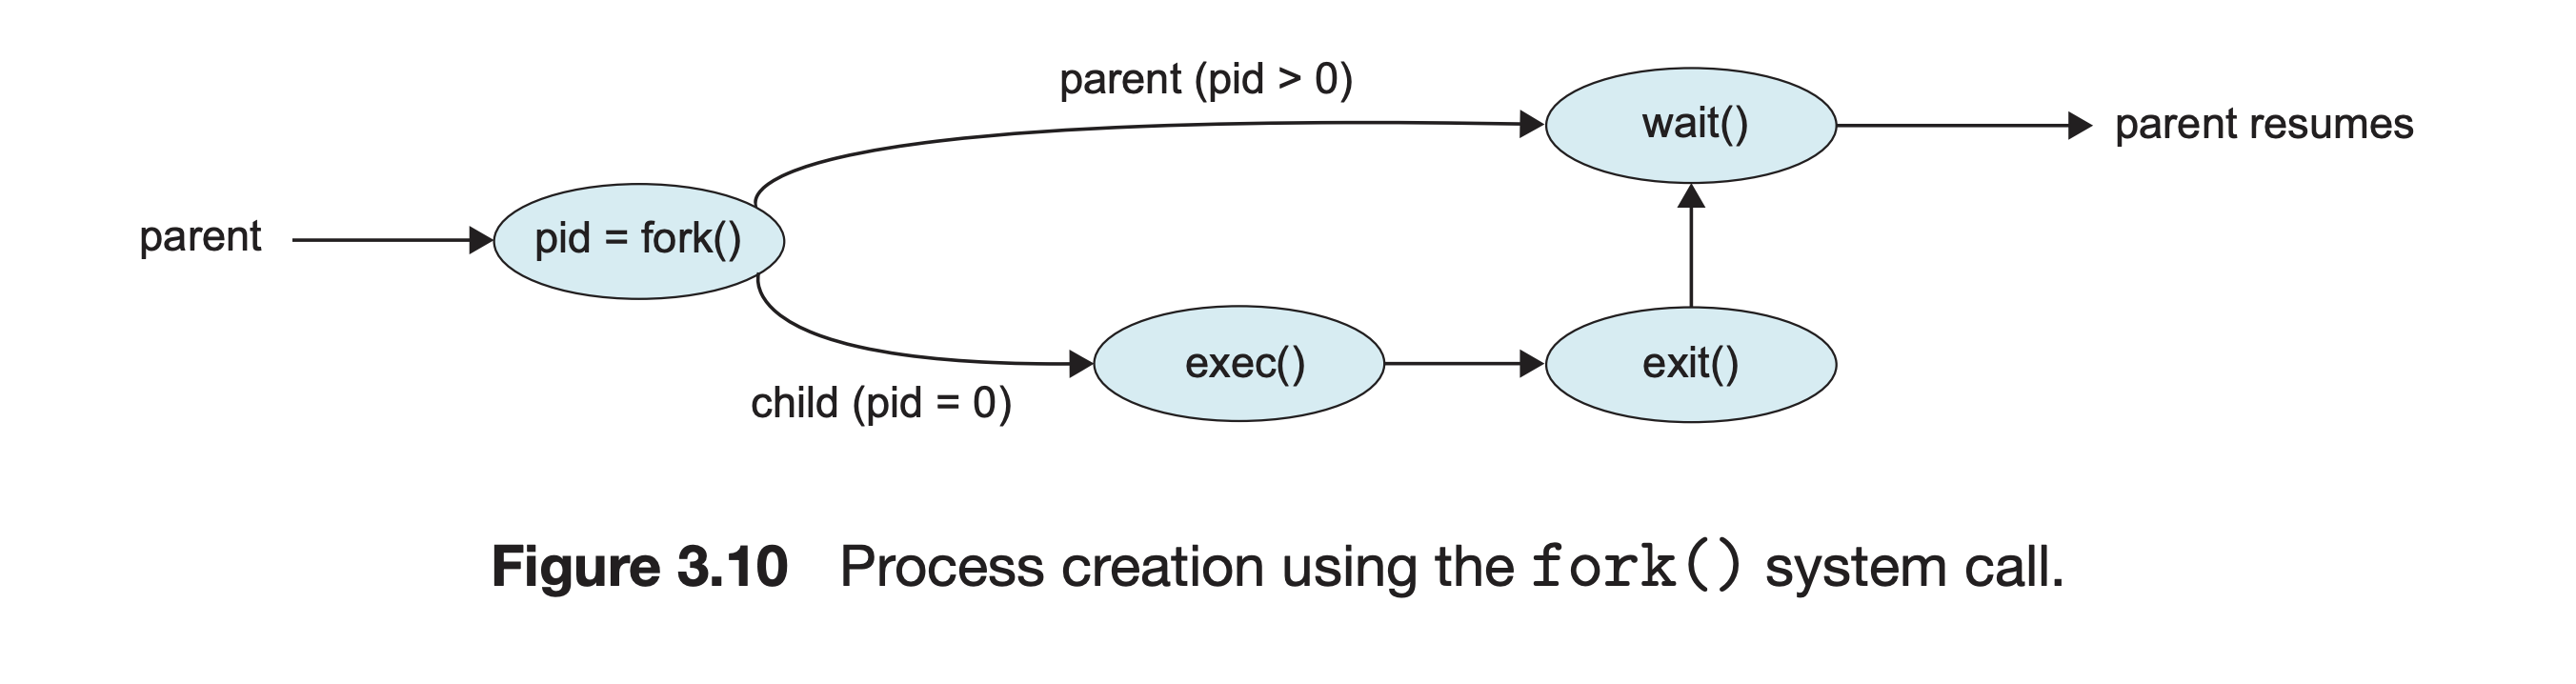 parent (pid > 0)
wait()
parent resumes
parent
pid = fork()
exec()
exit()
child (pid = 0)
Figure 3.10 Process creation using the fork() system call.